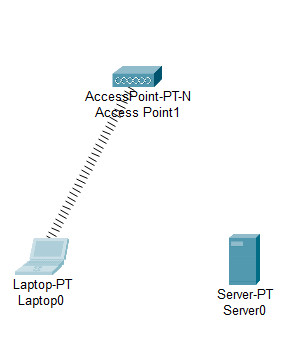 AccessPoint-PT-N
Access Point1
Laptop-PT
Laptop0
Server-PT
Server0